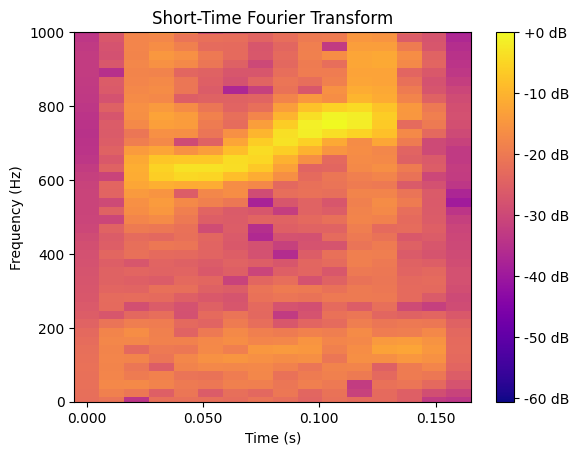 Short-Time Fourier Transform
1000
800
600
400
200
0
Frequency (Hz)
0.000
0.050
0.100
0.150
Time (s)
+0 dB
-10 dB
-20 dB
-30 dB
-40 dB
-50 dB
-60 dB